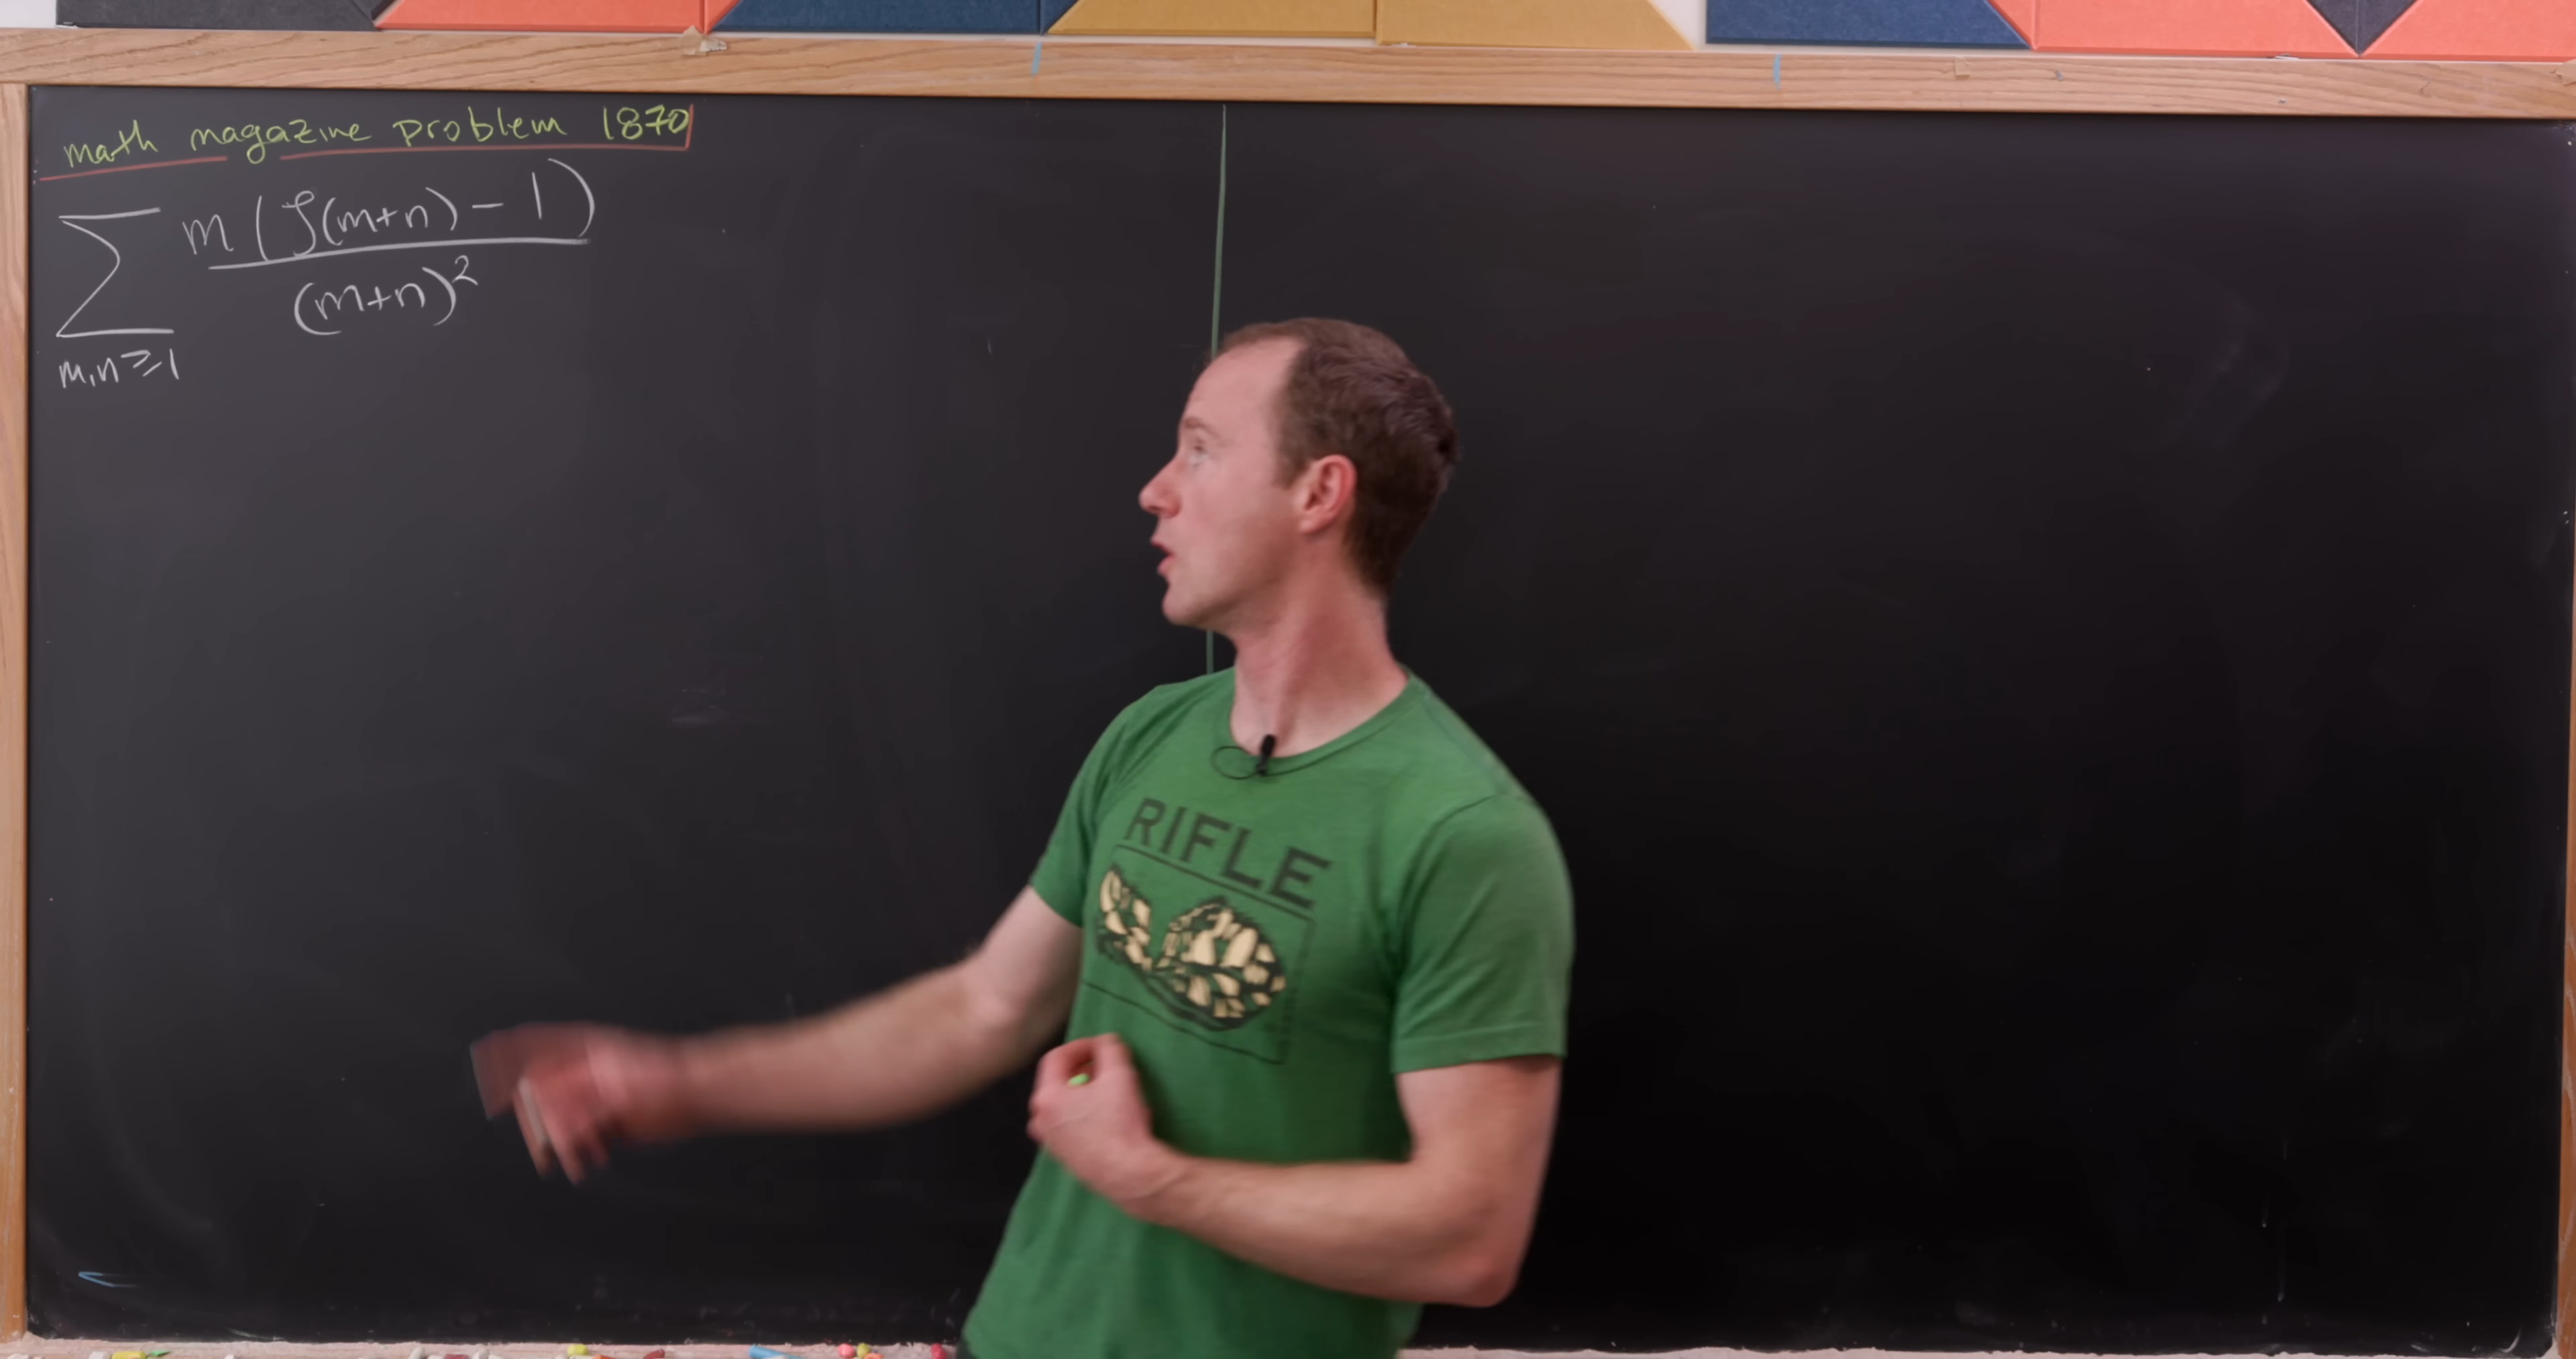 math magazine problem 1870
∑ m(ζ(m+n)-1)
(m+n)²
m,n≥1
RIFLE